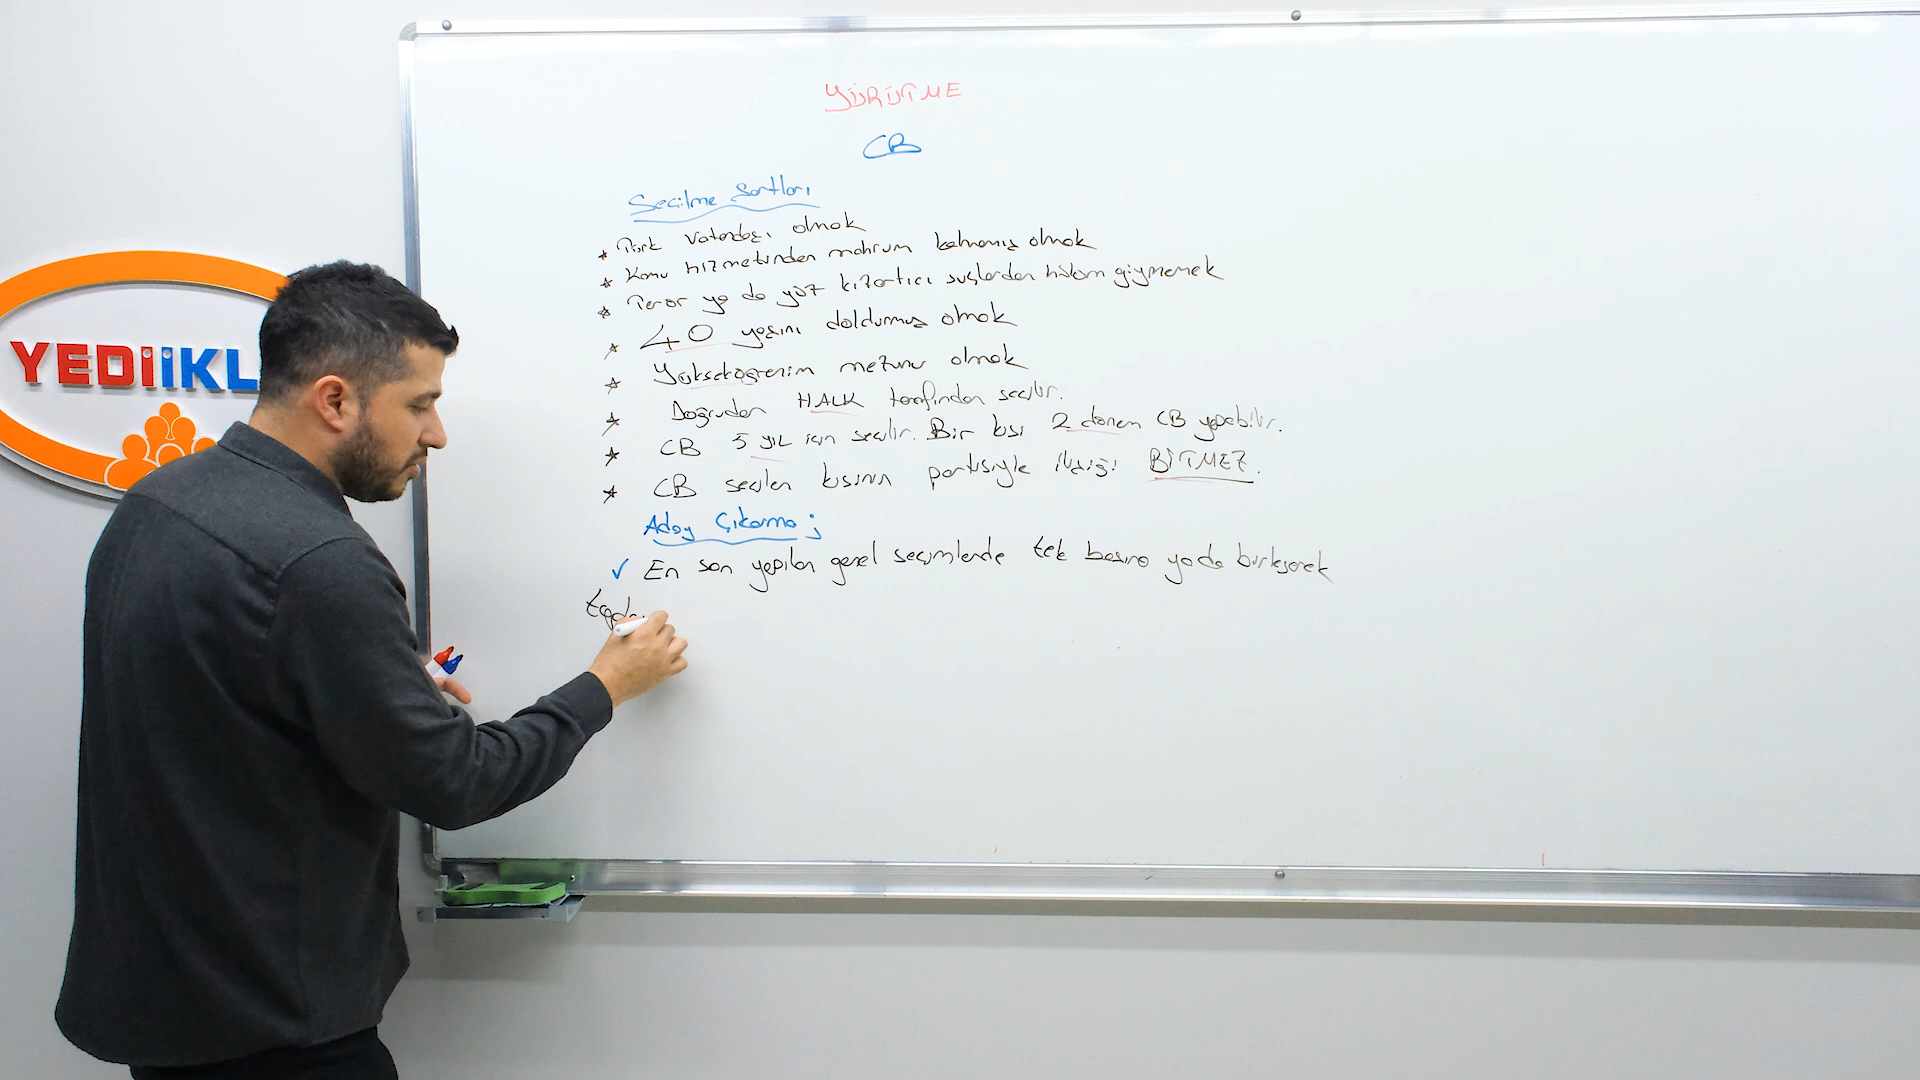 YÜRÜTME
CB
Seçilme Şartları
* Türk Vatandaşı olmak
* Kamu hizmetinden mahrum kalmamış olmak
* Terör ya da yüz kızartıcı suçlardan hüküm giymemek
* 40 yaşını doldurmuş olmak
* Yükseköğrenim mezunu olmak
* Doğrudan HALK tarafından seçilir.
* CB 5 yıl için seçilir. Bir kişi 2 dönem CB yapabilir.
* CB seçilen kişinin partisiyle ilişiği BİTMEZ.
Aday Çıkarma;
✓ En son yapılan genel seçimlerde tek başına ya da birleşerek
YEDİİKL